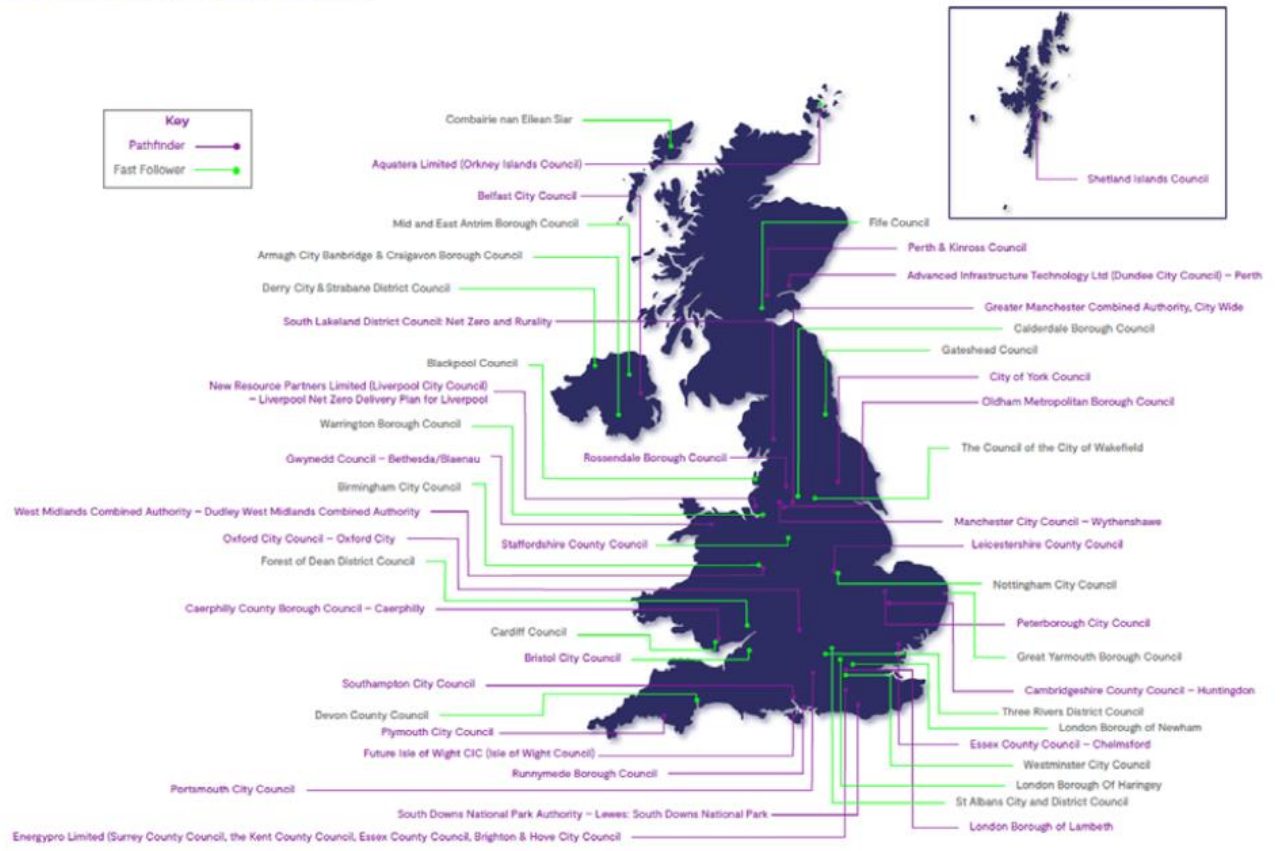 Key
Pathfinder
Fast Follower
Combairie nan Eilean Siar
Aquatera Limited (Orkney Islands Council)
Belfast City Council
Mid and East Antrim Borough Council
Armagh City Banbridge & Craigavon Borough Council
Derry City & Strabane District Council
South Lakeland District Council: Net Zero and Rurality
Blackpool Council
New Resource Partners Limited (Liverpool City Council)
– Liverpool Net Zero Delivery Plan for Liverpool
Warrington Borough Council
Gwynedd Council – Bethesda/Blaenau
Rossendale Borough Council
Birmingham City Council
West Midlands Combined Authority – Dudley West Midlands Combined Authority
Oxford City Council – Oxford City
Staffordshire County Council
Forest of Dean District Council
Caerphilly County Borough Council – Caerphilly
Cardiff Council
Bristol City Council
Southampton City Council
Devon County Council
Plymouth City Council
Future Isle of Wight CIC (Isle of Wight Council)
Runnymede Borough Council
Portsmouth City Council
South Downs National Park Authority – Lewes: South Downs National Park
Energypro Limited (Surrey County Council, the Kent County Council, Essex County Council, Brighton & Hove City Council
Shetland Islands Council
Fife Council
Perth & Kinross Council
Advanced Infrastructure Technology Ltd (Dundee City Council) – Perth
Greater Manchester Combined Authority, City Wide
Calderdale Borough Council
Gateshead Council
City of York Council
Oldham Metropolitan Borough Council
The Council of the City of Wakefield
Manchester City Council – Wythenshawe
Leicestershire County Council
Nottingham City Council
Peterborough City Council
Great Yarmouth Borough Council
Cambridgeshire County Council – Huntingdon
Three Rivers District Council
London Borough of Newham
Essex County Council – Chelmsford
Westminster City Council
London Borough Of Haringey
St Albans City and District Council
London Borough of Lambeth